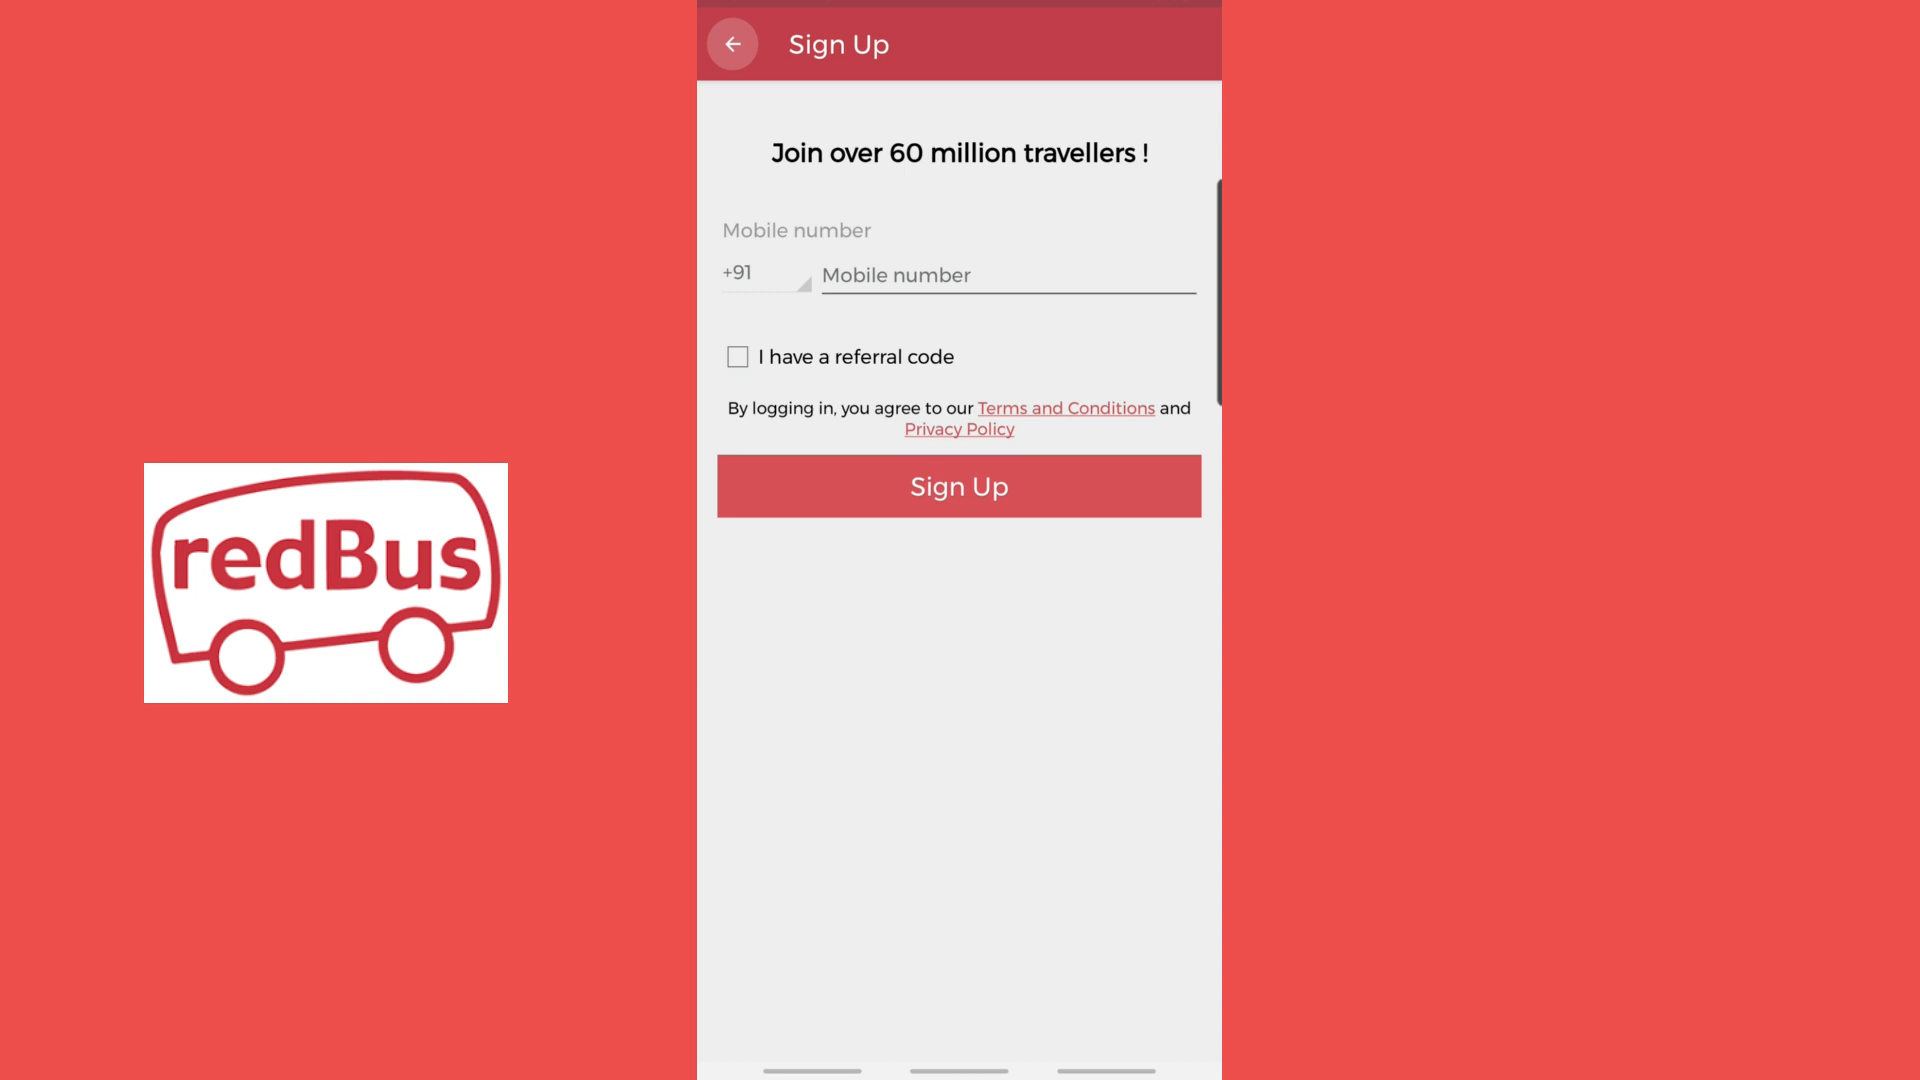 Sign Up
Join over 60 million travellers !
Mobile number
+91 Mobile number
I have a referral code
By logging in, you agree to our Terms and Conditions and
Privacy Policy
Sign Up
redBus